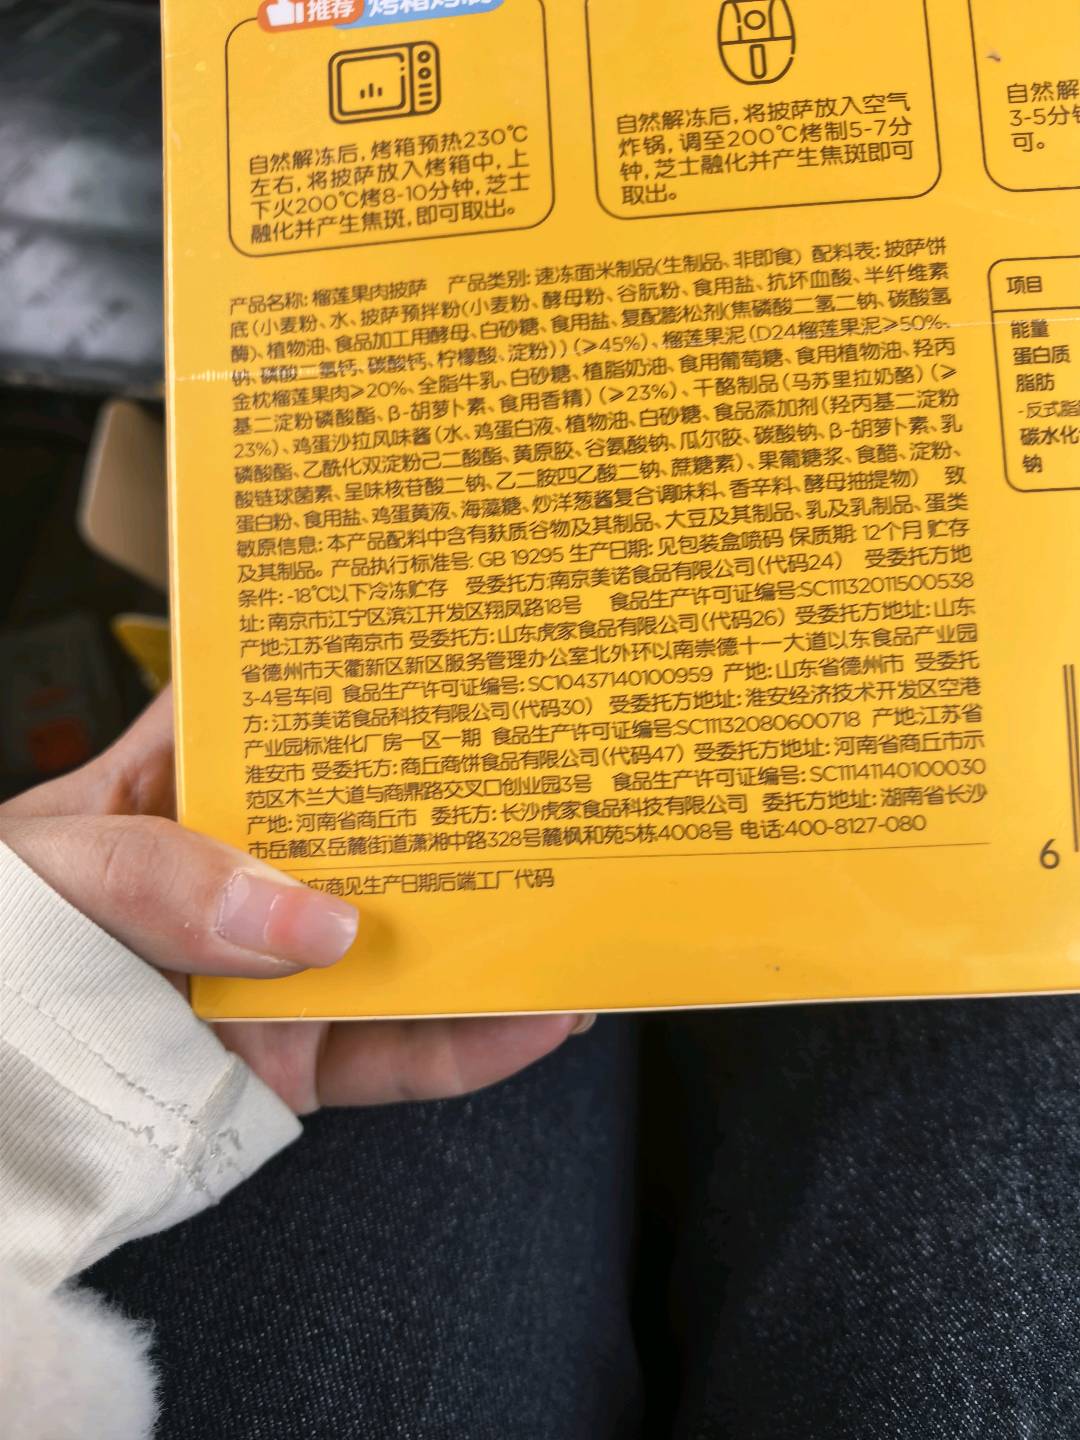 推荐
自然解冻后，烤箱预热230℃
左右，将披萨放入烤箱中，上
下火200℃烤8-10分钟，芝士
融化并产生焦斑，即可取出。
自然解冻后，将披萨放入空气
炸锅，调至200℃烤制5-7分
钟，芝士融化并产生焦斑即可
取出。
自然解
3-5分钟
可。
产品名称：榴莲果肉披萨 产品类别：速冻面米制品(生制品、非即食) 配料表：披萨饼
底(小麦粉、水、披萨预拌粉(小麦粉、酵母粉、谷朊粉、食用盐、抗坏血酸、半纤维素
酶)、植物油、食品加工用酵母、白砂糖、食用盐、复配膨松剂(焦磷酸二氢二钠、碳酸氢
钠、磷酸二氢钙、碳酸钙、柠檬酸、淀粉)）(≥45%)、榴莲果泥(D24榴莲果泥≥50%、
金枕榴莲果肉≥20%、全脂牛乳、白砂糖、植脂奶油、食用葡萄糖、食用植物油、羟丙
基二淀粉磷酸酯、β-胡萝卜素、食用香精)(≥23%)、干酪制品(马苏里拉奶酪)(≥
23%)、鸡蛋沙拉风味酱(水、鸡蛋白液、植物油、白砂糖、食品添加剂(羟丙基二淀粉
磷酸酯、乙酰化双淀粉己二酸酯、黄原胶、谷氨酸钠、瓜尔胶、碳酸钠、β-胡萝卜素、乳
酸链球菌素、呈味核苷酸二钠、乙二胺四乙酸二钠、蔗糖素)、果葡糖浆、食醋、淀粉、
蛋白粉、食用盐、鸡蛋黄液、海藻糖、炒洋葱酱复合调味料、香辛料、酵母抽提物) 致
敏原信息：本产品配料中含有麸质谷物及其制品、大豆及其制品、乳及乳制品、蛋类
及其制品。产品执行标准号：GB 19295 生产日期：见包装盒喷码 保质期：12个月 贮存
条件：-18℃以下冷冻贮存 受委托方：南京美诺食品有限公司(代码24) 受委托方地
址：南京市江宁区滨江开发区翔凤路18号 食品生产许可证编号：SC11132011500538
产地：江苏省南京市 受委托方：山东虎家食品有限公司(代码26) 受委托方地址：山东
省德州市天衢新区新区服务管理办公室北外环以南崇德十一大道以东食品产业园
3-4号车间 食品生产许可证编号：SC10437140100959 产地：山东省德州市 受委托
方：江苏美诺食品科技有限公司(代码30) 受委托方地址：淮安经济技术开发区空港
产业园标准化厂房一区一期 食品生产许可证编号：SC11132080600718 产地：江苏省
淮安市 受委托方：商丘商饼食品有限公司(代码47) 受委托方地址：河南省商丘市示
范区木兰大道与商鼎路交叉口创业园3号 食品生产许可证编号：SC11141140100030
产地：河南省商丘市 委托方：长沙虎家食品科技有限公司 委托方地址：湖南省长沙
市岳麓区岳麓街道潇湘中路328号麓枫和苑5栋4008号 电话：400-8127-080
应商见生产日期后端工厂代码
项目
能量
蛋白质
脂肪
-反式脂
碳水化
钠
6